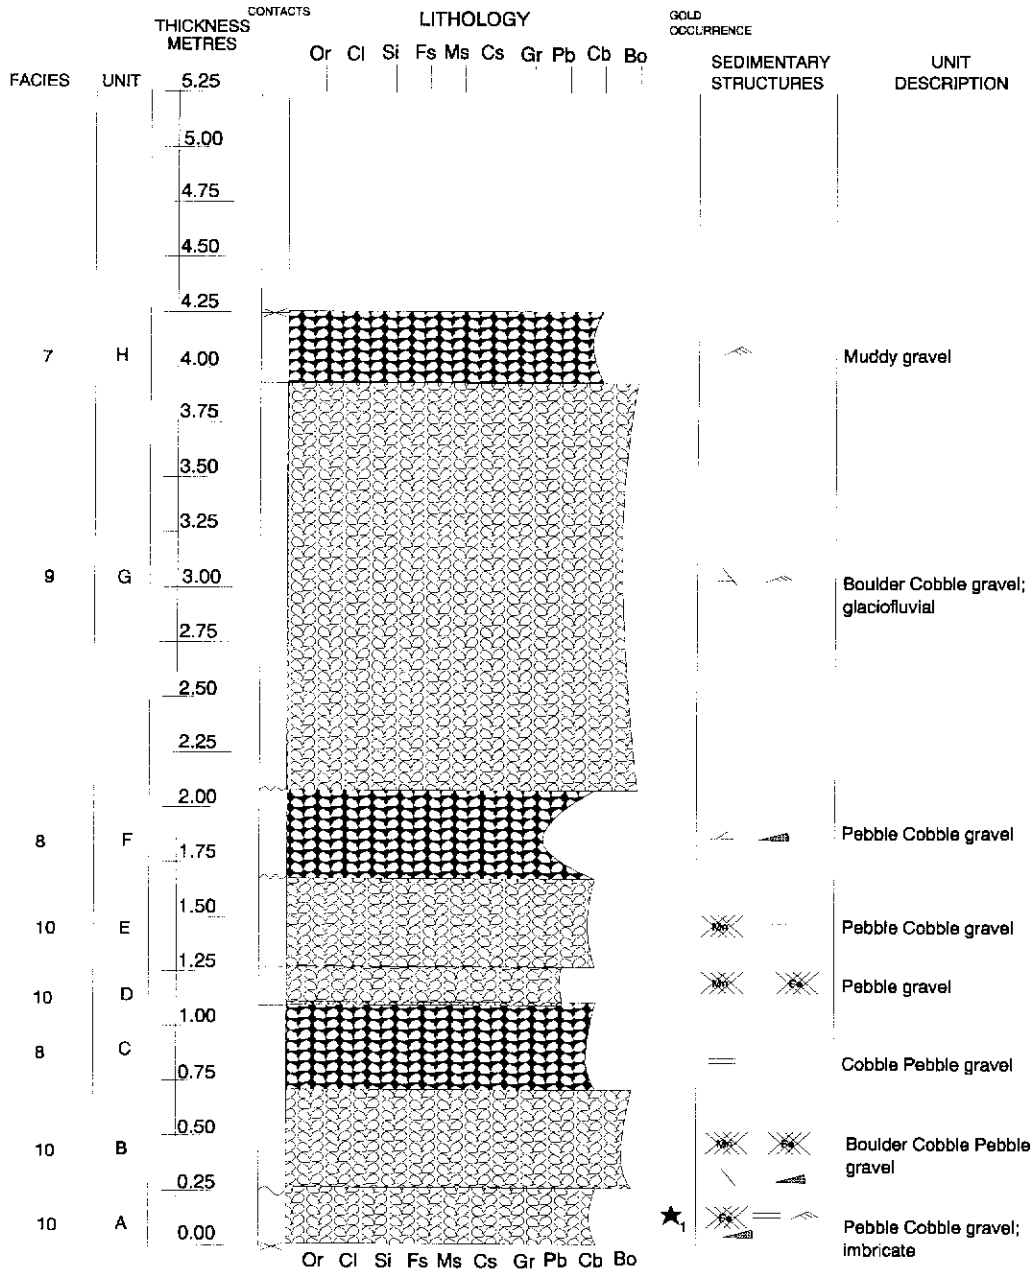 CONTACTS
LITHOLOGY
GOLD
OCCURRENCE
THICKNESS
METRES
Or Cl Si Fs Ms Cs Gr Pb Cb Bo
SEDIMENTARY
STRUCTURES
UNIT
DESCRIPTION
FACIES UNIT 5.25
5.00
4.75
4.50
4.25
7 H 4.00 Muddy gravel
3.75
3.50
3.25
9 G 3.00 Boulder Cobble gravel;
glaciofluvial
2.75
2.50
2.25
2.00
8 F Pebble Cobble gravel
1.75
1.50
10 E Mn Pebble Cobble gravel
1.25
10 D Mn Pebble gravel
1.00
8 C Cobble Pebble gravel
0.75
0.50
10 B Mn Boulder Cobble Pebble
gravel
0.25
10 A 0.00 1 Pebble Cobble gravel;
imbricate
Or Cl Si Fs Ms Cs Gr Pb Cb Bo